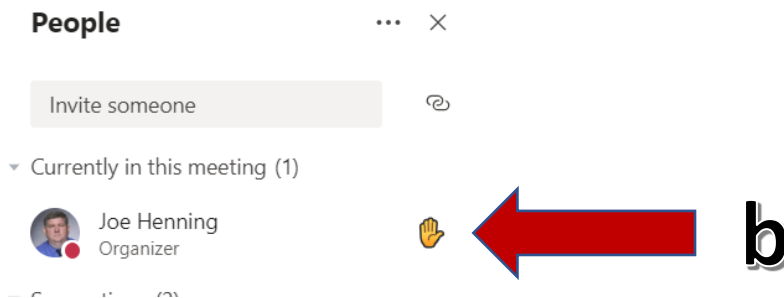 People
Invite someone
Currently in this meeting (1)
Joe Henning
Organizer
b